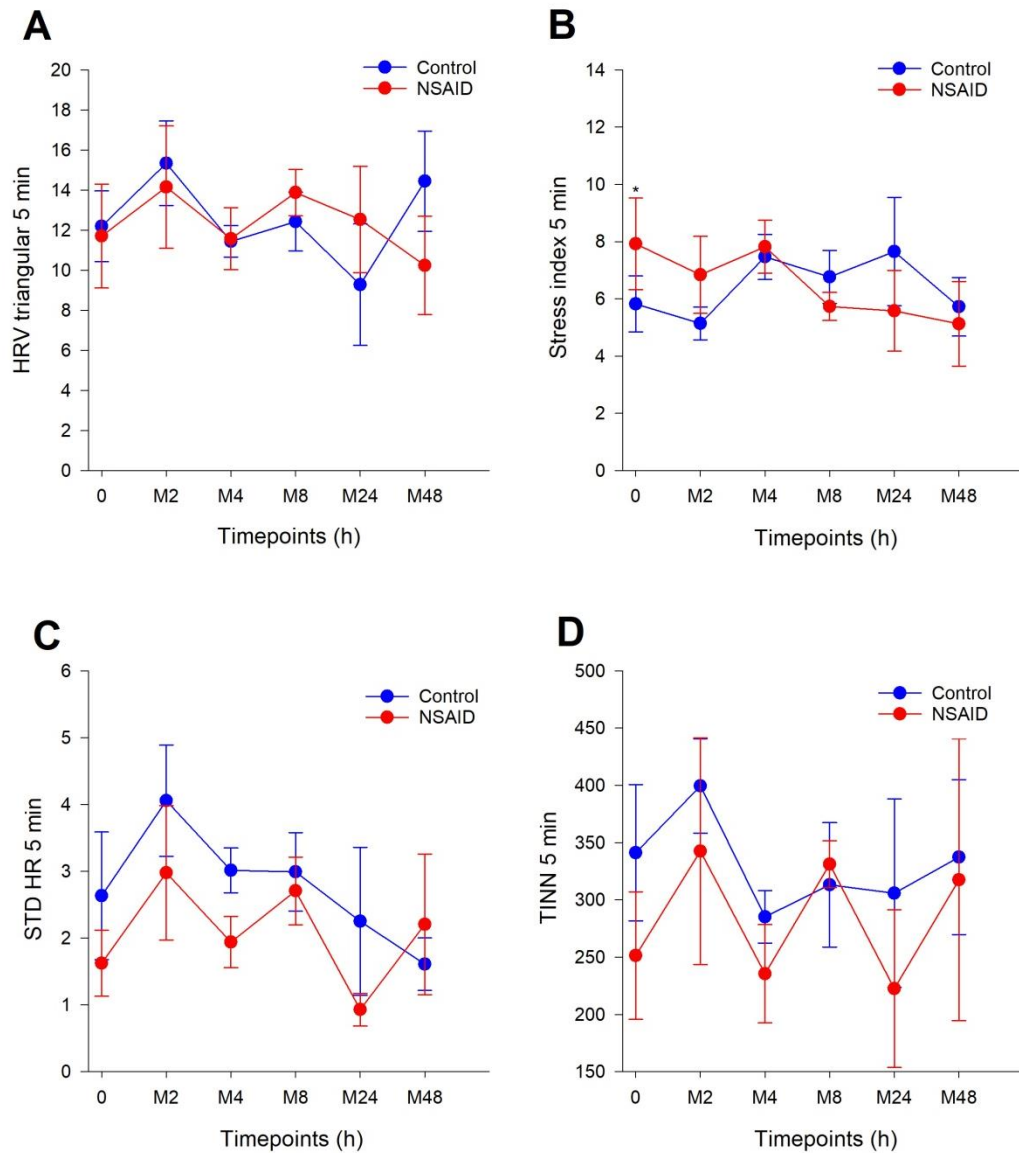 A
HRV triangular 5 min
Control
NSAID
20
18
16
14
12
10
8
6
4
2
0
0 M2 M4 M8 M24 M48
Timepoints (h)
B
Stress index 5 min
Control
NSAID
14
12
10
8
6
4
2
0
*
0 M2 M4 M8 M24 M48
Timepoints (h)
C
STD HR 5 min
Control
NSAID
6
5
4
3
2
1
0
0 M2 M4 M8 M24 M48
Timepoints (h)
D
TINN 5 min
Control
NSAID
500
450
400
350
300
250
200
150
0 M2 M4 M8 M24 M48
Timepoints (h)